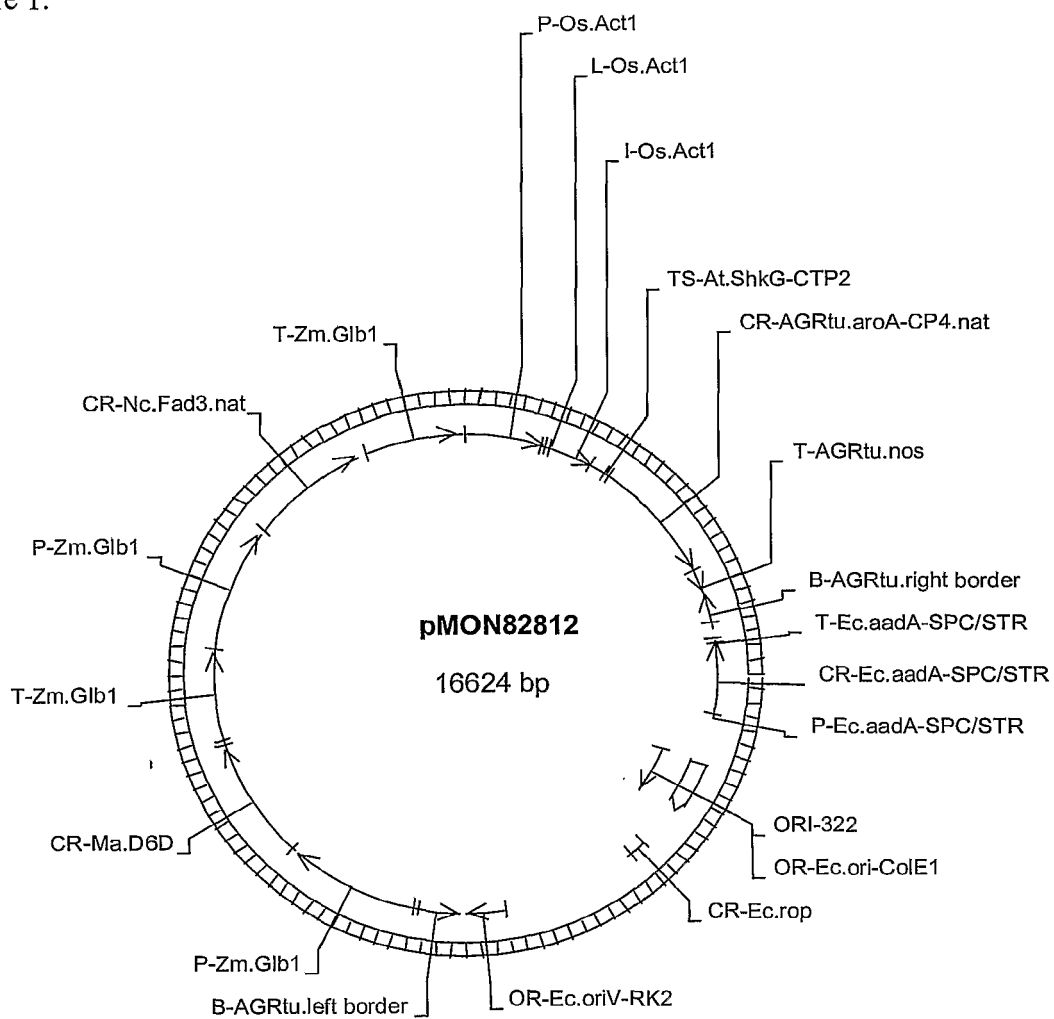 e 1.
P-Os.Act1
L-Os.Act1
I-Os.Act1
TS-At.ShkG-CTP2
CR-AGRtu.aroA-CP4.nat
T-Zm.Glb1
CR-Nc.Fad3.nat
T-AGRtu.nos
P-Zm.Glb1
B-AGRtu.right border
T-Ec.aadA-SPC/STR
pMON82812
CR-Ec.aadA-SPC/STR
16624 bp
T-Zm.Glb1
P-Ec.aadA-SPC/STR
ORI-322
CR-Ma.D6D
OR-Ec.ori-ColE1
CR-Ec.rop
P-Zm.Glb1
B-AGRtu.left border
OR-Ec.oriV-RK2